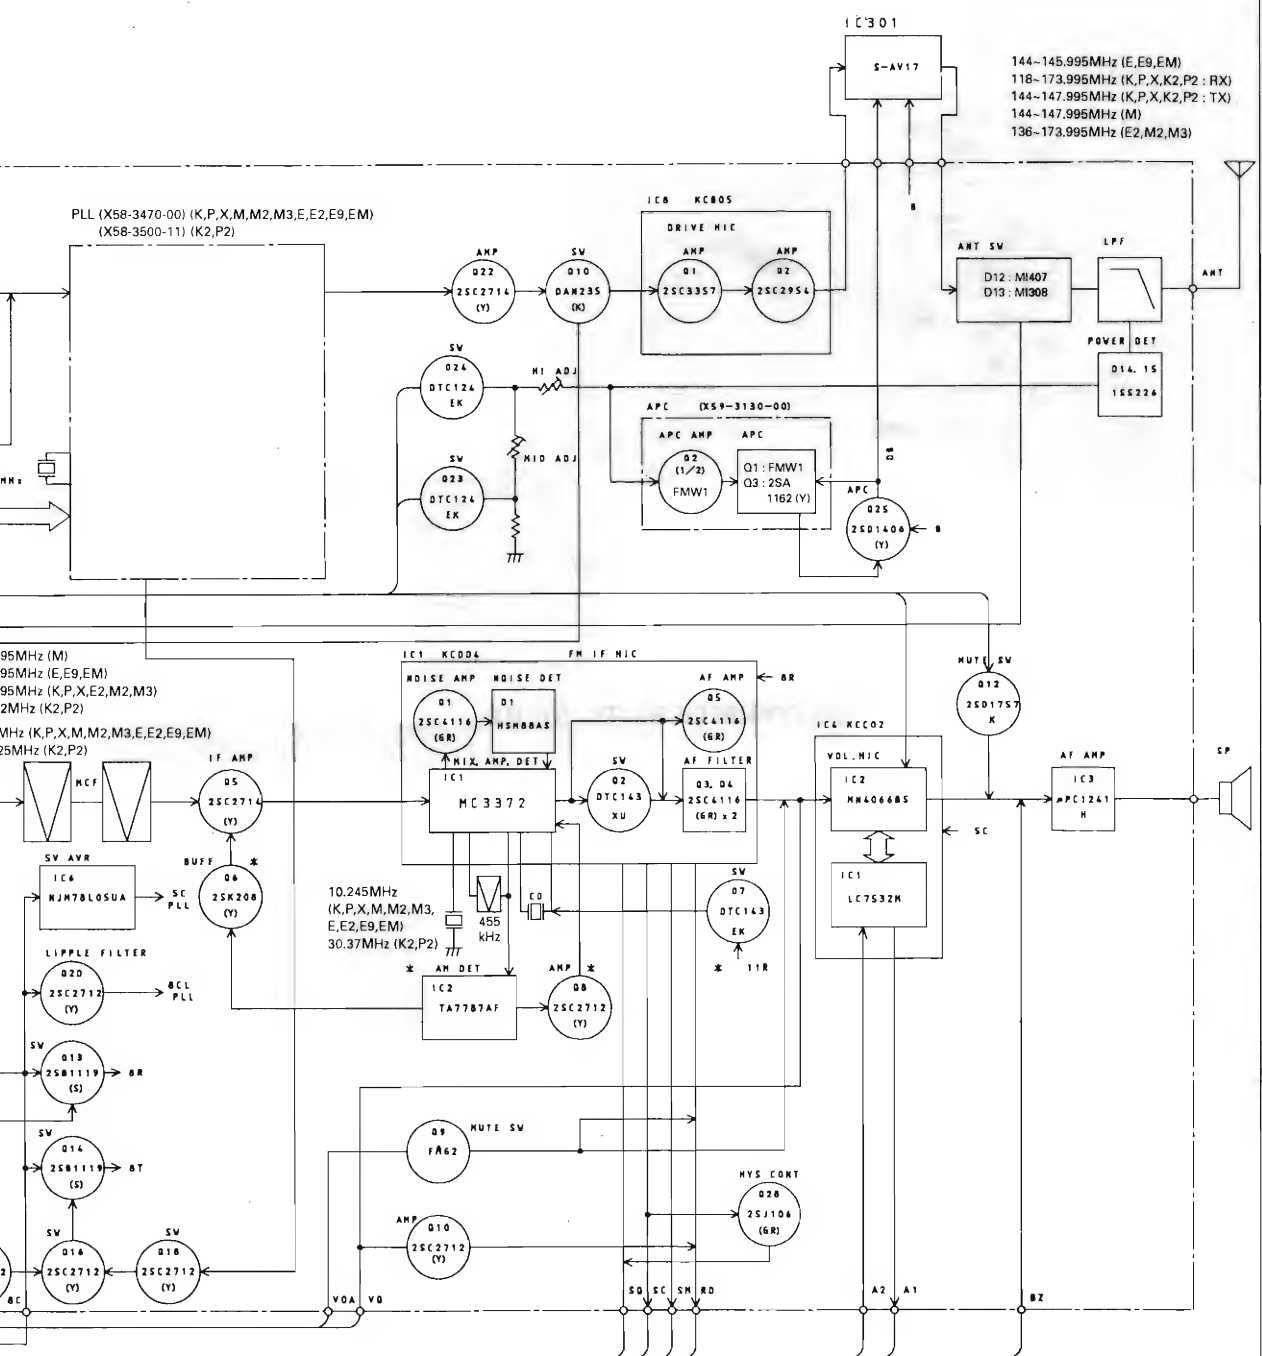 IC301
S-AV17
144~145.995MHz (E,E9,EM)
118~173.995MHz (K,P,X,K2,P2 : RX)
144~147.995MHz (K,P,X,K2,P2 : TX)
144~147.995MHz (M)
136~173.995MHz (E2,M2,M3)
PLL (X58-3470-00) (K,P,X,M,M2,M3,E,E2,E9,EM)
(X58-3500-11) (K2,P2)
IC8 KCB05
DRIVE HIC
B
AMP
Q22
2SC2714
(Y)
SW
Q10
DAN235
(K)
AMP
Q1
2SC3357
AMP
Q2
2SC2954
ANT SW
D12 : MI407
D13 : MI308
LPF
ANT
POWER DET
D14, 15
1SS226
SW
Q24
DTC124
EK
HI ADJ
MID ADJ
SW
Q23
DTC124
EK
APC (X59-3130-00)
APC AMP
Q2
(1/2)
FMW1
APC
Q1 : FMW1
Q3 : 2SA
1162 (Y)
DB
APC
Q25
2SD1406
(Y)
B
MHz
95MHz (M)
95MHz (E,E9,EM)
95MHz (K,P,X,E2,M2,M3)
2MHz (K2,P2)
MHz (K,P,X,M,M2,M3,E,E2,E9,EM)
25MHz (K2,P2)
MCF
IF AMP
Q5
2SC2714
(Y)
IC1 KCD04
FM IF HIC
NOISE AMP
Q1
2SC4116
(GR)
NOISE DET
D1
HSM88AS
MIX, AMP, DET
IC1
MC3372
SW
Q2
DTC143
XU
AF AMP
Q5
2SC4116
(GR)
8R
AF FILTER
Q3, Q4
2SC4116
(GR) x 2
MUTE SW
Q12
2SD1757
K
IC4 KCC02
VOL. HIC
IC2
MN4066BS
IC1
LC7532M
5C
AF AMP
IC3
μPC1241
H
SP
5V AVR
IC6
NJM78L05UA
5C
PLL
BUFF *
Q6
2SK208
(Y)
10.245MHz
(K,P,X,M,M2,M3,
E,E2,E9,EM)
30.37MHz (K2,P2)
455
kHz
CD
SW
Q7
DTC143
EK
* 11R
LIPPLE FILTER
Q20
2SC2712
(Y)
8CL
PLL
* AM DET
IC2
TA7787AF
AMP *
Q8
2SC2712
(Y)
SW
Q13
2SB1119
(S)
8R
SW
Q14
2SB1119
(S)
8T
Q9
FA62
MUTE SW
HYS CONT
Q28
2SJ106
(GR)
AMP
Q10
2SC2712
(Y)
SW
Q16
2SC2712
(Y)
SW
Q18
2SC2712
(Y)
2
8C
VOA
VO
SQ
SC
SM
RD
A2
A1
BZ